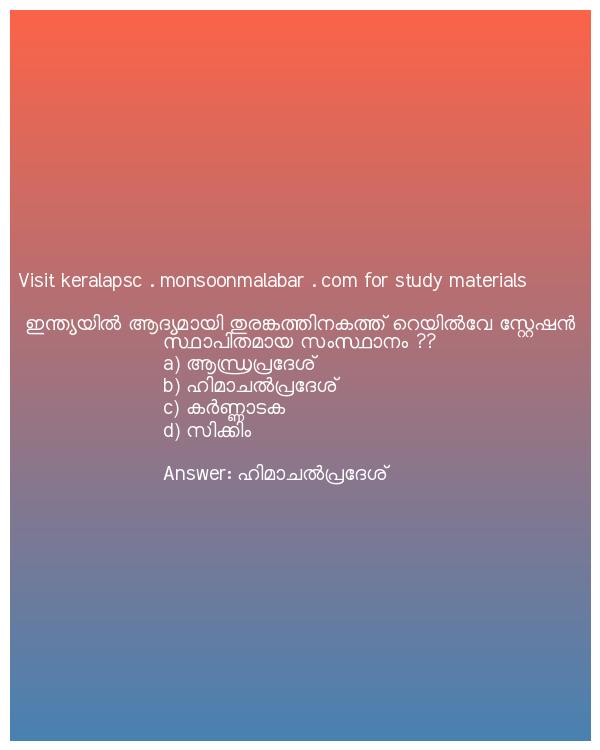 Visit keralapsc . monsoonmalabar . com for study materials
ഇന്ത്യയിൽ ആദ്യമായി തുരങ്കത്തിനകത്ത് റെയിൽവേ സ്റ്റേഷൻ
സ്ഥാപിതമായ സംസ്ഥാനം ??
a) ആന്ധ്രപ്രദേശ്
b) ഹിമാചൽപ്രദേശ്
c) കർണ്ണാടക
d) സിക്കിം
Answer: ഹിമാചൽപ്രദേശ്